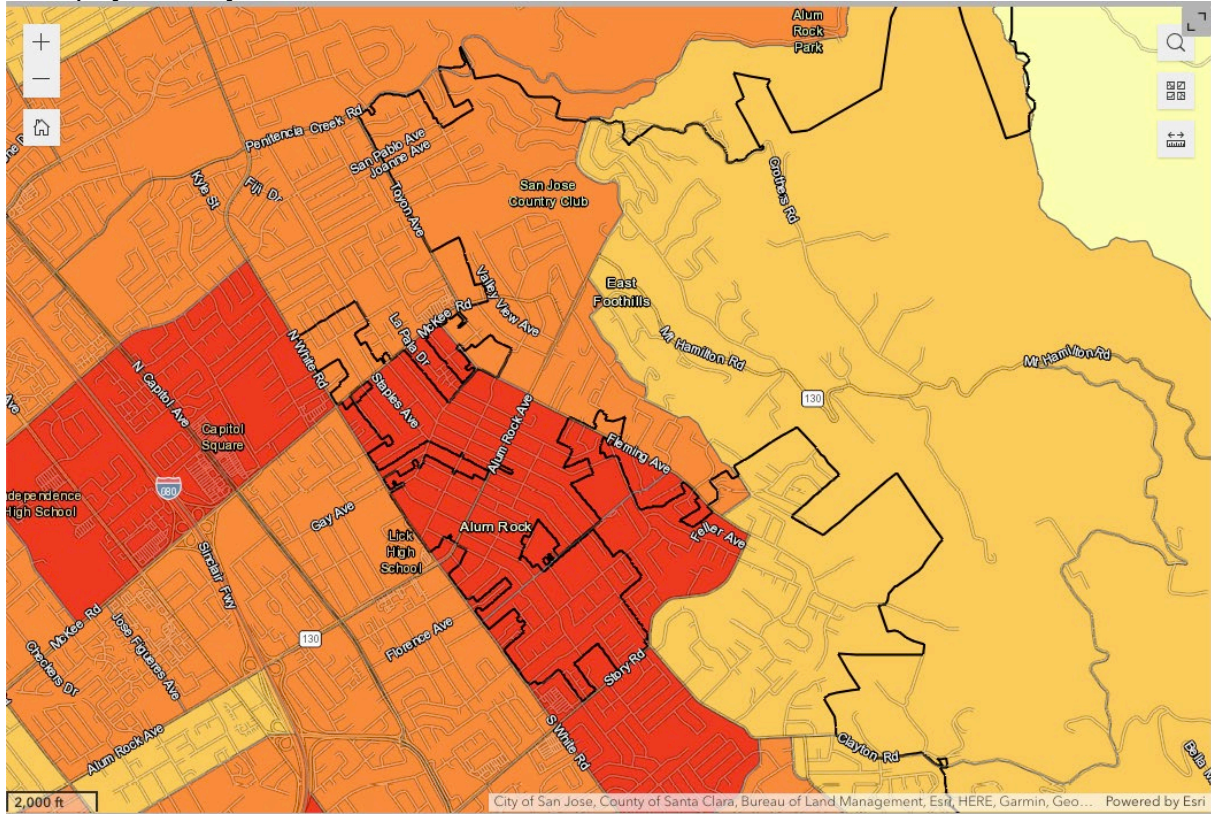 Alum
Rock
Park
Penitencia Creek Rd
San Pablo Ave
Joanne Ave
Kyle St
Fiji Dr
Toyon Ave
San Jose
Country Club
Crothers Rd
East
Foothills
Valley View Ave
McKee Rd
La Pala Dr
N White Rd
Staples Ave
Mt Hamilton Rd
Mt Hamilton Rd
130
N Capitol Ave
Capitol
Square
Alum Rock Ave
Fleming Ave
680
ndependence
High School
Gay Ave
Lick
High
School
Alum Rock
Feller Ave
Sinclair Fwy
McKee Rd
Jose Figueres Ave
Checkers Dr
130
Florence Ave
Story Rd
S White Rd
Alum Rock Ave
Clayton Rd
2,000 ft
City of San Jose, County of Santa Clara, Bureau of Land Management, Esri, HERE, Garmin, Geo...
Powered by Esri